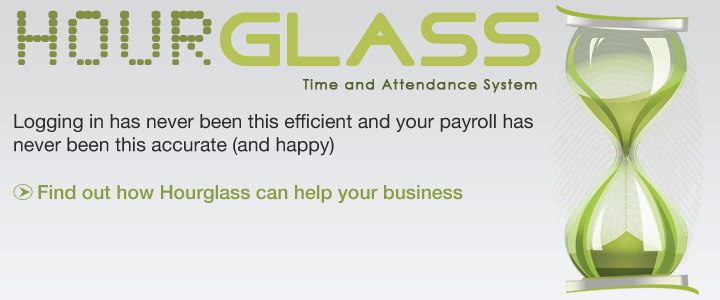 HOURGLASS
Time and Attendance System
Logging in has never been this efficient and your payroll has
never been this accurate (and happy)
Find out how Hourglass can help your business